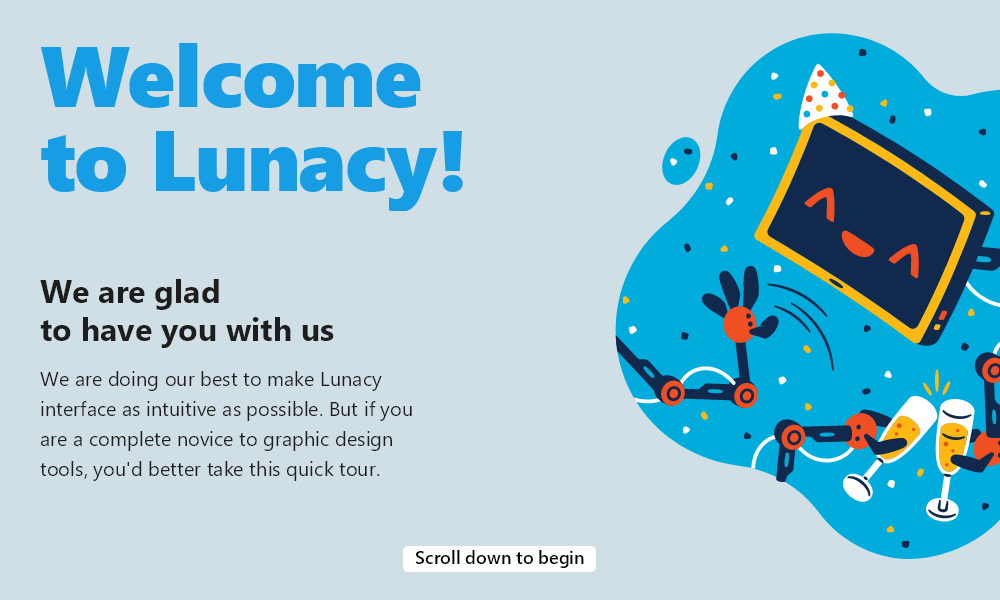 Welcome
to Lunacy!
We are glad
to have you with us
We are doing our best to make Lunacy
interface as intuitive as possible. But if you
are a complete novice to graphic design
tools, you'd better take this quick tour.
Scroll down to begin